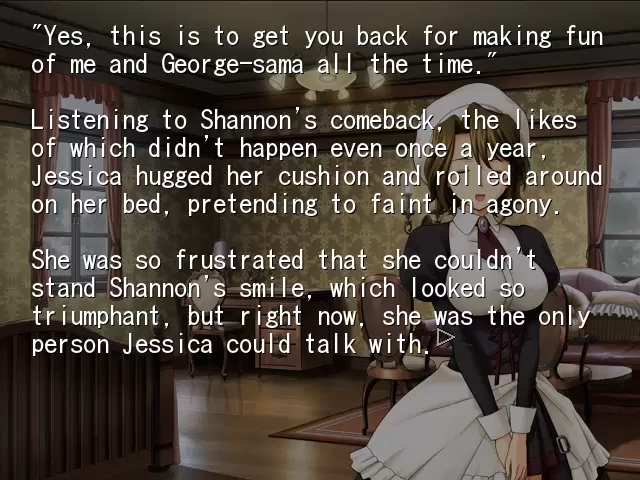 "Yes, this is to get you back for making fun
of me and George-sama all the time."
Listening to Shannon's comeback, the likes
of which didn't happen even once a year,
Jessica hugged her cushion and rolled around
on her bed, pretending to faint in agony.
She was so frustrated that she couldn't
stand Shannon's smile, which looked so
triumphant, but right now, she was the only
person Jessica could talk with.